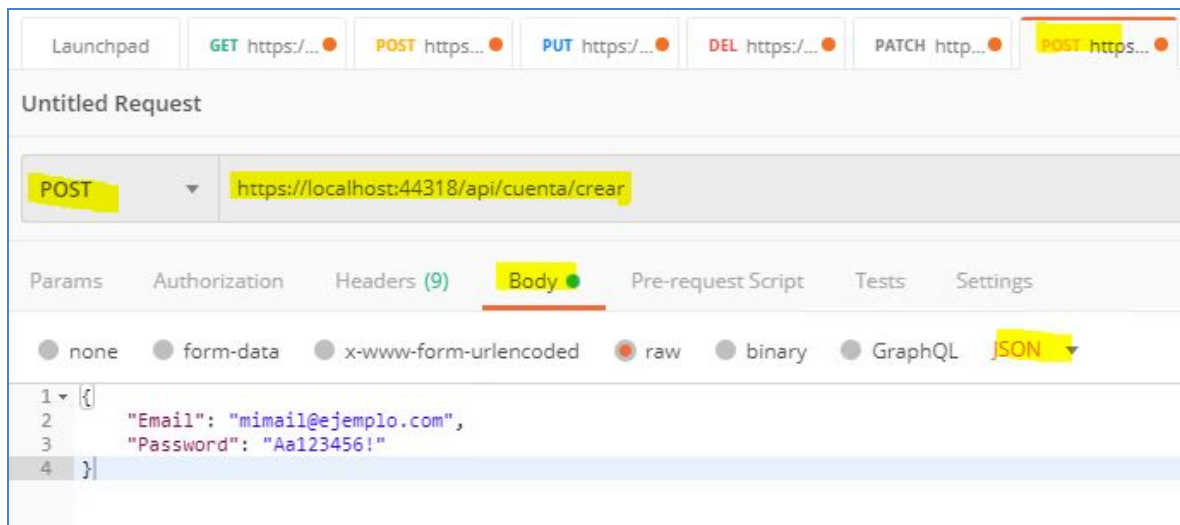 Launchpad GET https:/... POST https... PUT https:/... DEL https:/... PATCH http... POST https...
Untitled Request
POST https://localhost:44318/api/cuenta/crear
Params Authorization Headers (9) Body Pre-request Script Tests Settings
none form-data x-www-form-urlencoded raw binary GraphQL JSON
1 {
2 "Email": "mimail@ejemplo.com",
3 "Password": "Aa123456!"
4 }